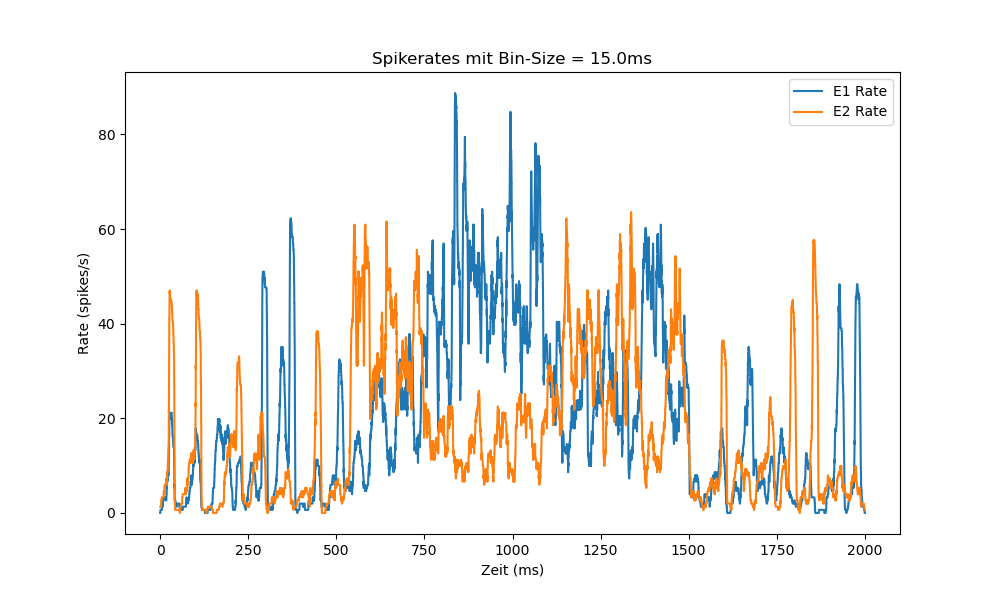 Spikerates mit Bin-Size = 15.0ms
E1 Rate
E2 Rate
Rate (spikes/s)
80
60
40
20
0
0 250 500 750 1000 1250 1500 1750 2000
Zeit (ms)